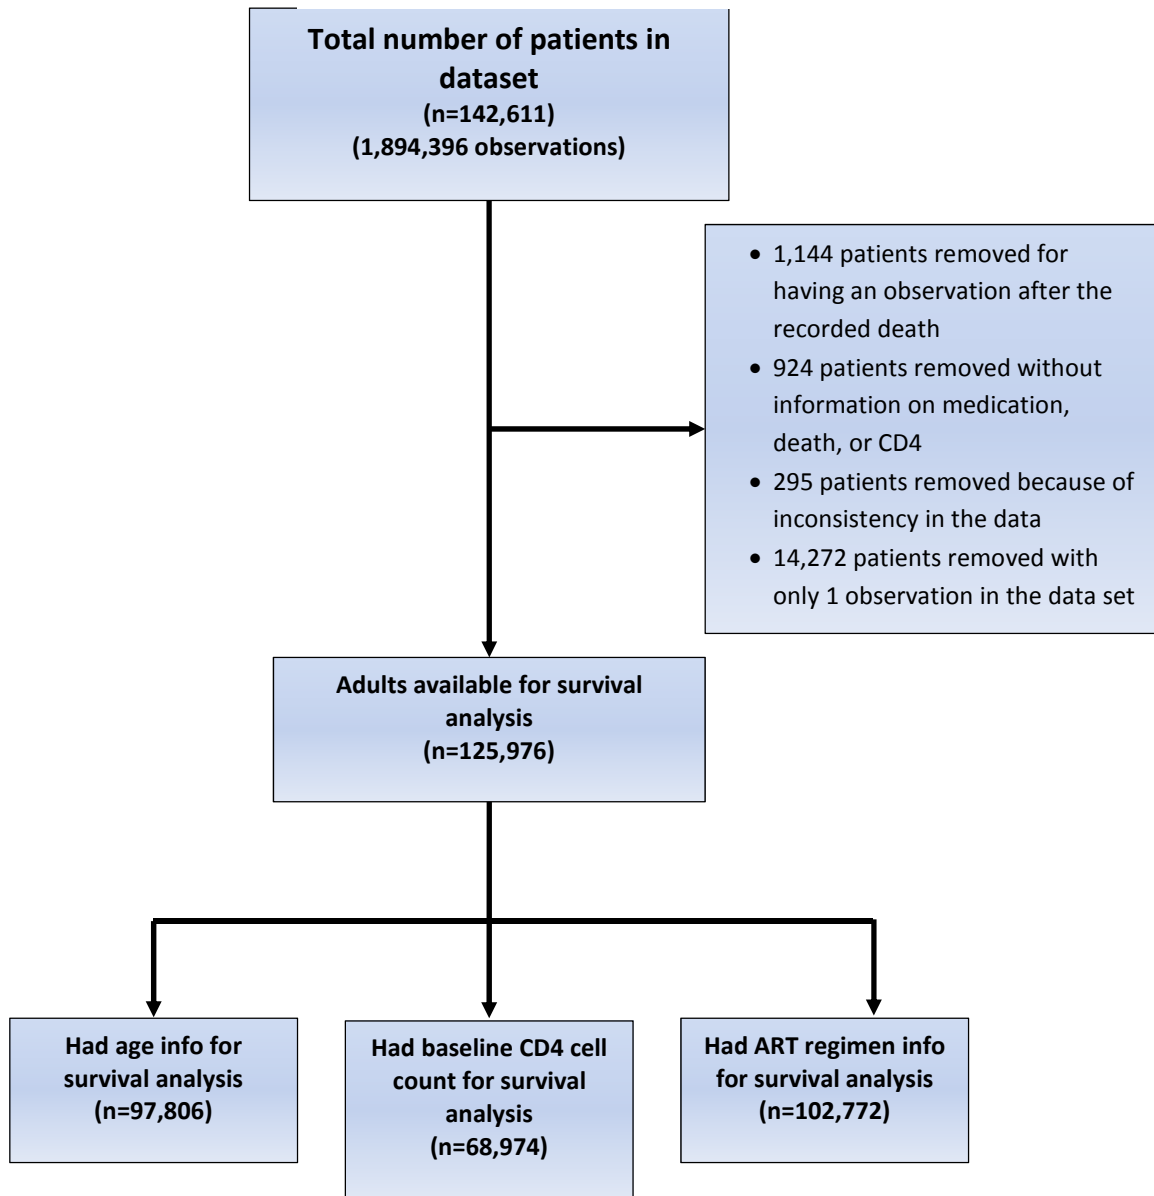 Total number of patients in
dataset
(n=142,611)
(1,894,396 observations)
• 1,144 patients removed for
having an observation after the
recorded death
• 924 patients removed without
information on medication,
death, or CD4
• 295 patients removed because of
inconsistency in the data
• 14,272 patients removed with
only 1 observation in the data set
Adults available for survival
analysis
(n=125,976)
Had age info for
survival analysis
(n=97,806)
Had baseline CD4 cell
count for survival
analysis
(n=68,974)
Had ART regimen info
for survival analysis
(n=102,772)